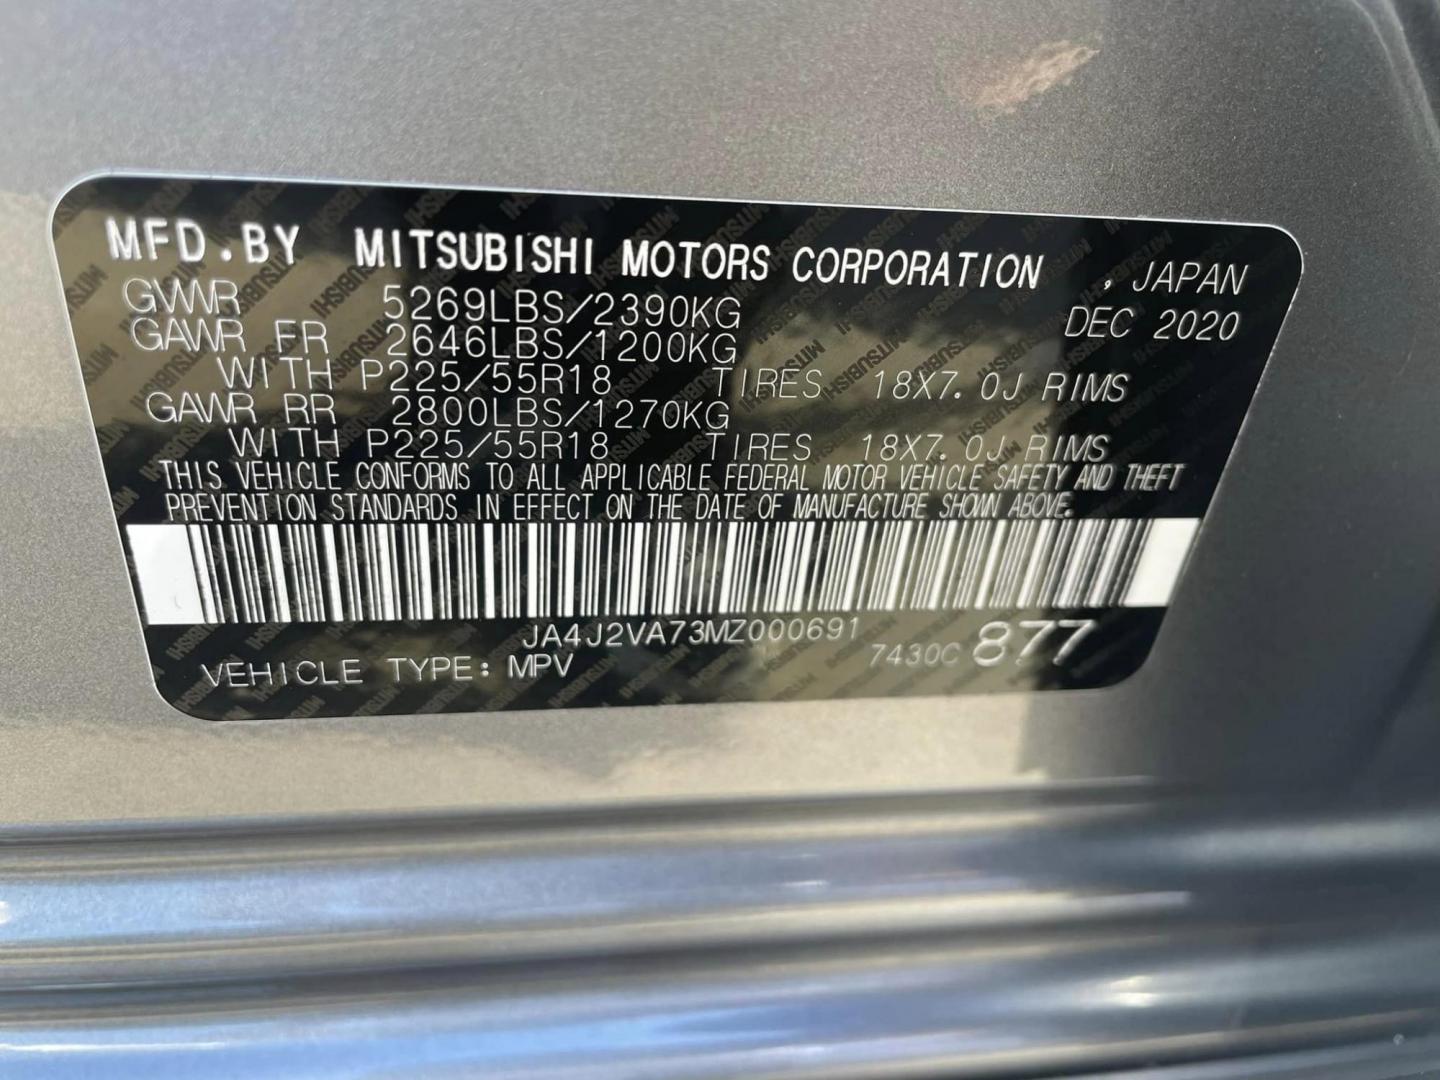 MFD.BY MITSUBISHI MOTORS CORPORATION , JAPAN
GVWR 5269LBS/2390KG DEC 2020
GAWR FR 2646LBS/1200KG
WITH P225/55R18 TIRES 18X7.0J RIMS
GAWR RR 2800LBS/1270KG
WITH P225/55R18 TIRES 18X7.0J RIMS
THIS VEHICLE CONFORMS TO ALL APPLICABLE FEDERAL MOTOR VEHICLE SAFETY AND THEFT
PREVENTION STANDARDS IN EFFECT ON THE DATE OF MANUFACTURE SHOWN ABOVE.
JA4J2VA73MZ000691
VEHICLE TYPE: MPV 7430C 877